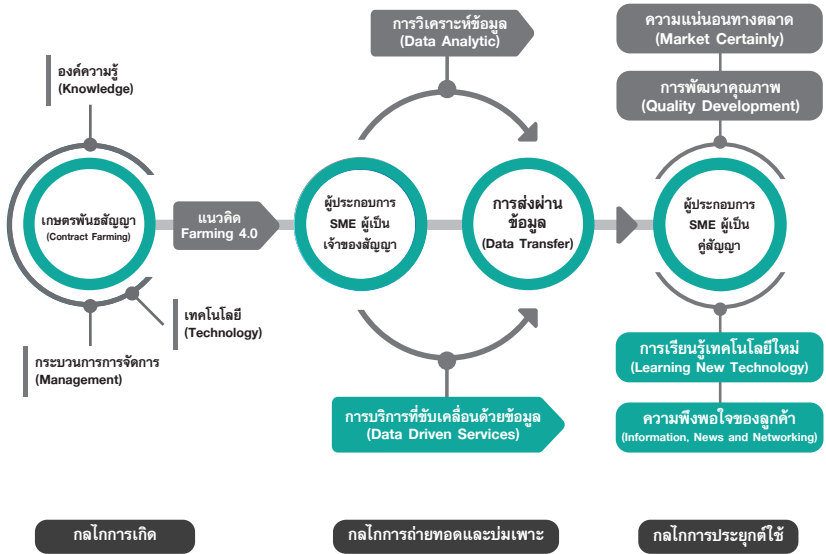 องค์ความรู้
(Knowledge)
เกษตรพันธสัญญา
(Contract Farming)
เทคโนโลยี
(Technology)
กระบวนการการจัดการ
(Management)
แนวคิด
Farming 4.0
การวิเคราะห์ข้อมูล
(Data Analytic)
ผู้ประกอบการ
SME ผู้เป็น
เจ้าของสัญญา
การส่งผ่าน
ข้อมูล
(Data Transfer)
การบริการที่ขับเคลื่อนด้วยข้อมูล
(Data Driven Services)
ความแน่นอนทางตลาด
(Market Certainly)
การพัฒนาคุณภาพ
(Quality Development)
ผู้ประกอบการ
SME ผู้เป็น
คู่สัญญา
การเรียนรู้เทคโนโลยีใหม่
(Learning New Technology)
ความพึงพอใจของลูกค้า
(Information, News and Networking)
กลไกการเกิด
กลไกการถ่ายทอดและบ่มเพาะ
กลไกการประยุกต์ใช้